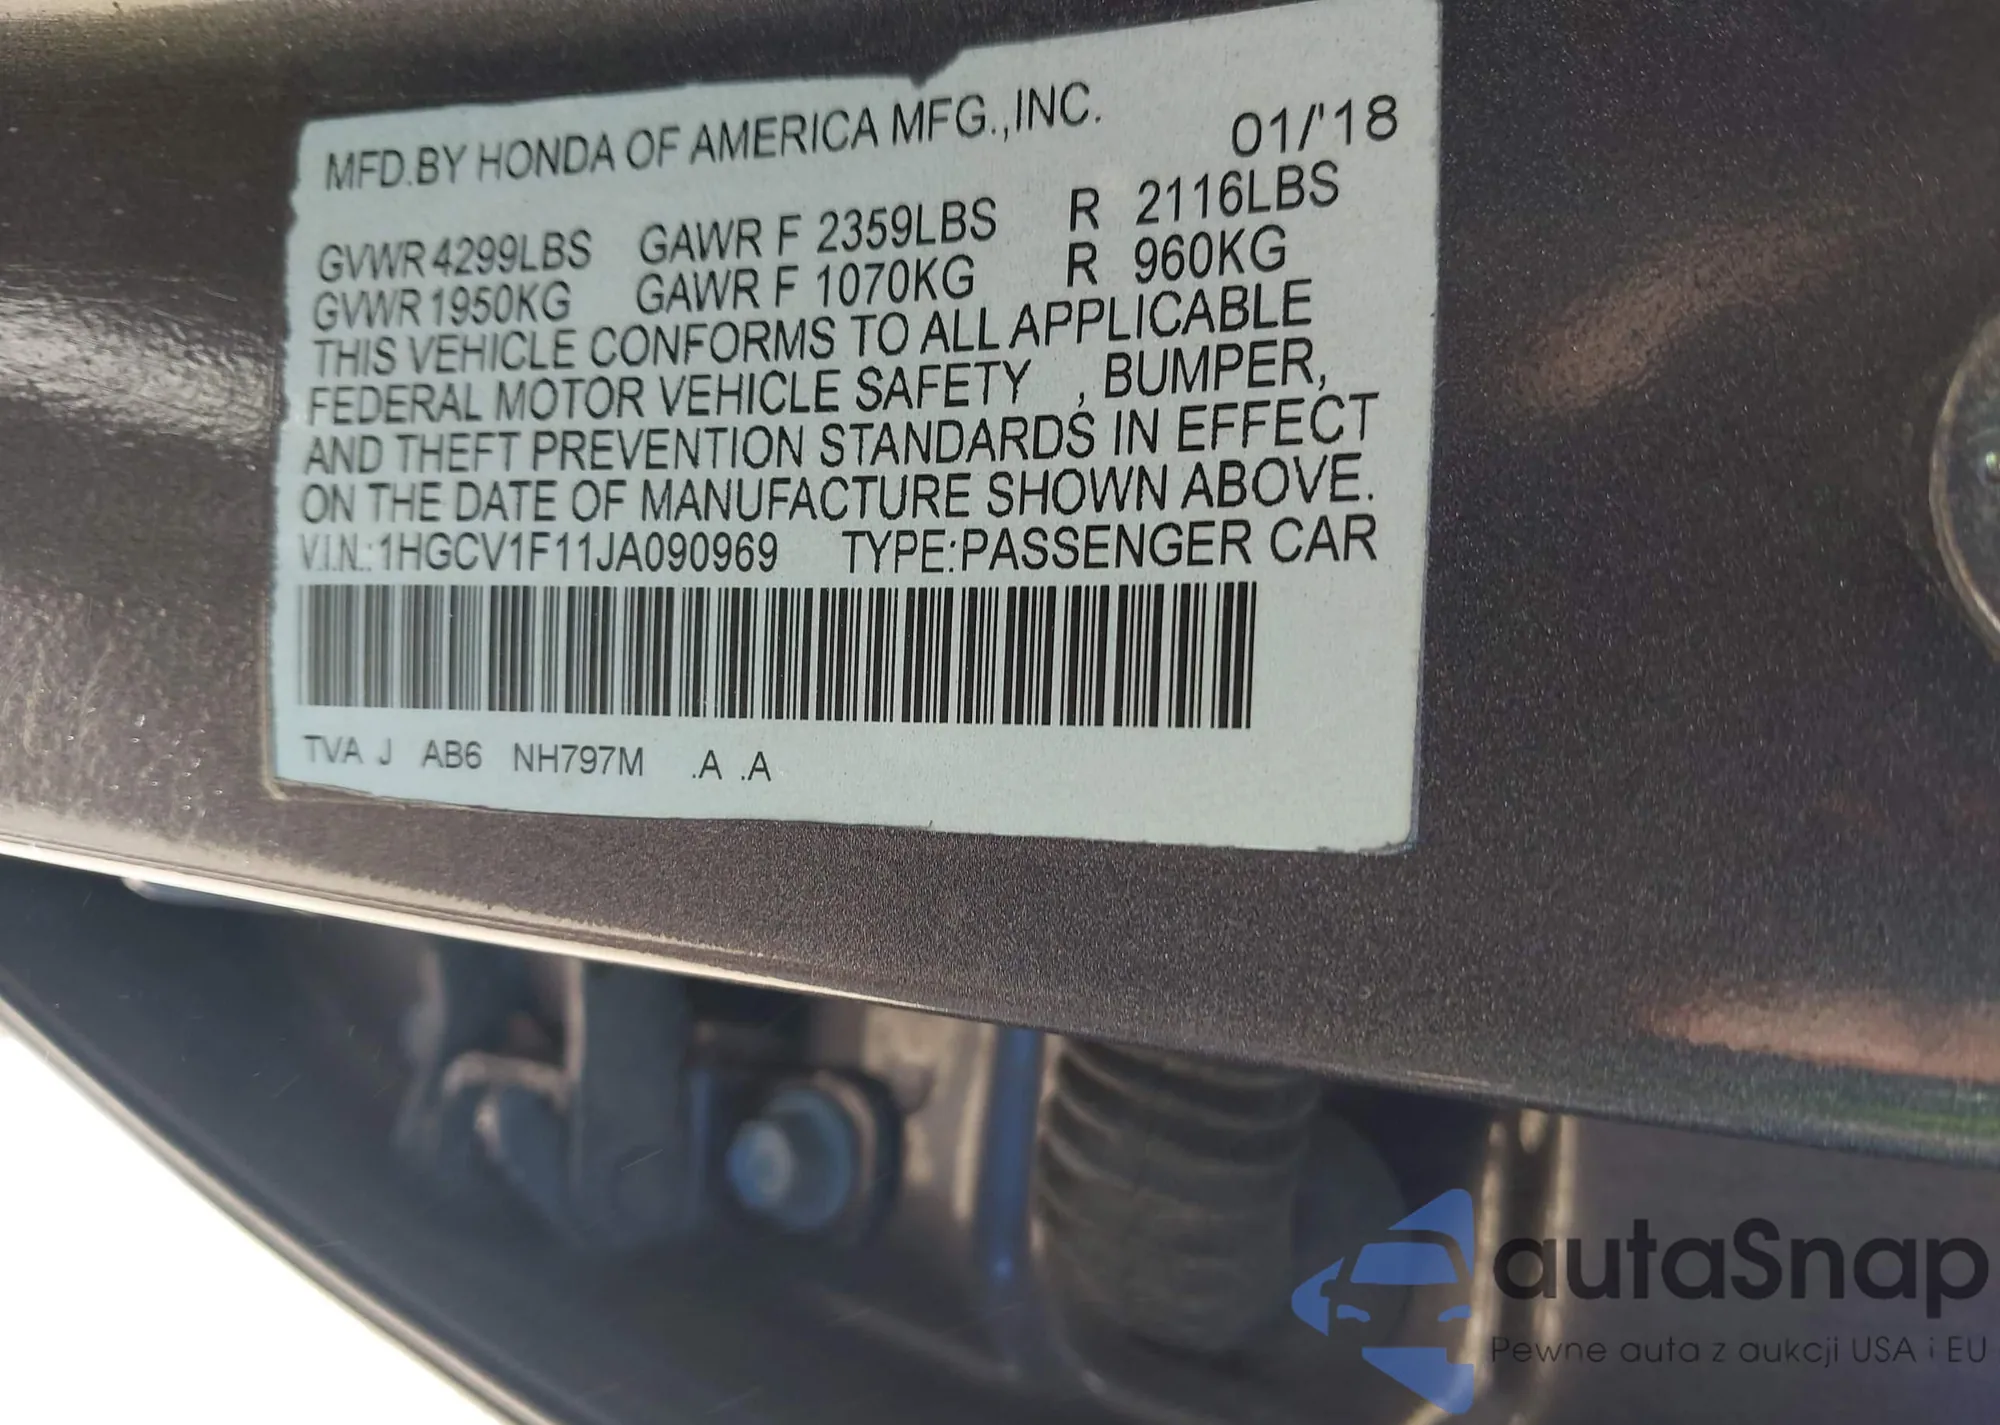 MFD.BY HONDA OF AMERICA MFG.,INC. 01/'18
GVWR 4299LBS GAWR F 2359LBS R 2116LBS
GVWR 1950KG GAWR F 1070KG R 960KG
THIS VEHICLE CONFORMS TO ALL APPLICABLE
FEDERAL MOTOR VEHICLE SAFETY , BUMPER,
AND THEFT PREVENTION STANDARDS IN EFFECT
ON THE DATE OF MANUFACTURE SHOWN ABOVE.
V.I.N.:1HGCV1F11JA090969 TYPE:PASSENGER CAR
TVA J AB6 NH797M .A .A
autaSnap
Pewne auta z aukcji USA i EU